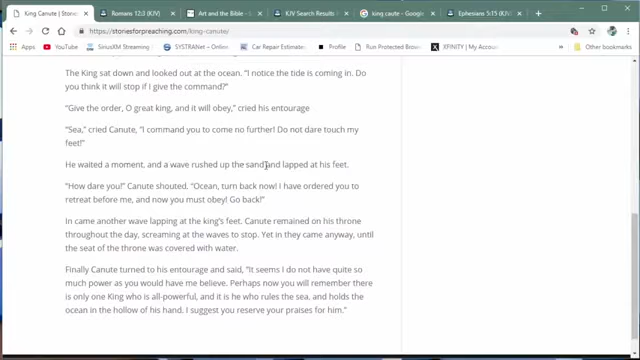 King Canute | Stones for
Romans 12:3 (KJV)
Art and the Bible - S
KJV Search Results f
king caute - Google
Ephesians 5:15 (KJV)
https://storiesforpreaching.com/king-canute/
Apps
YouTube
SiriusXM Streaming
SYSTRANet - Online
Car Repair Estimated
Proctor
Run Protected Brows
XFINITY (Recently
Other bookmarks
The King sat down and looked out at the ocean. "I notice the tide is coming in. Do
you think it will stop if I give the command?"
"Give the order, O great king, and it will obey," cried his entourage
"Sea," cried Canute, "I command you to come no further! Do not dare touch my
feet!"
He waited a moment, and a wave rushed up the sand and lapped at his feet.
"How dare you!" Canute shouted. "Ocean, turn back now! I have ordered you to
retreat before me, and now you must obey! Go back!"
In came another wave lapping at the king's feet. Canute remained on his throne
throughout the day, screaming at the waves to stop. Yet in they came anyway, until
the seat of the throne was covered with water.
Finally Canute turned to his entourage and said, "It seems I do not have quite so
much power as you would have me believe. Perhaps now you will remember there
is only one King who is all-powerful, and it is he who rules the sea, and holds the
ocean in the hollow of his hand. I suggest you reserve your praises for him."